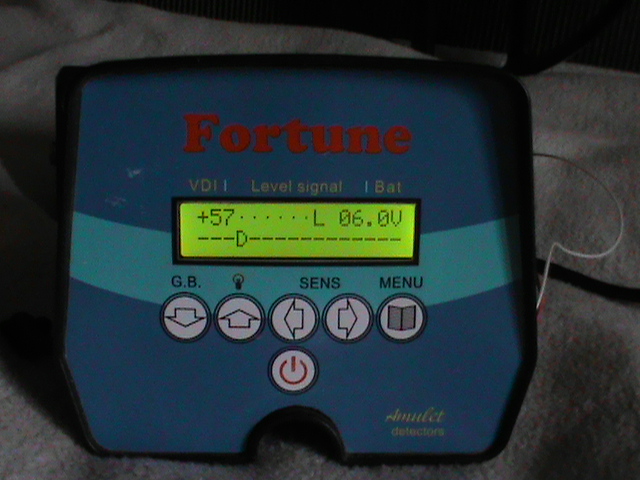 Fortune
VDI | Level signal | Bat
+57······L 06.0V
---D------------
G.B. SENS MENU
Amulet
detectors